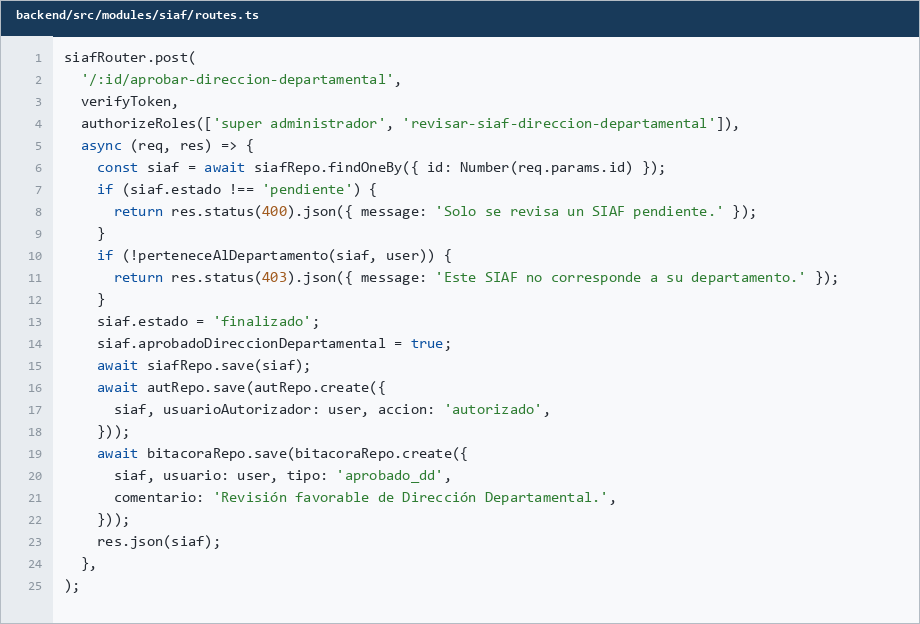 backend/src/modules/siaf/routes.ts
1 siafRouter.post(
2 '/:id/aprobar-direccion-departamental',
3 verifyToken,
4 authorizeRoles(['super administrador', 'revisar-siaf-direccion-departamental']),
5 async (req, res) => {
6 const siaf = await siafRepo.findOneBy({ id: Number(req.params.id) });
7 if (siaf.estado !== 'pendiente') {
8 return res.status(400).json({ message: 'Solo se revisa un SIAF pendiente.' });
9 }
10 if (!perteneceAlDepartamento(siaf, user)) {
11 return res.status(403).json({ message: 'Este SIAF no corresponde a su departamento.' });
12 }
13 siaf.estado = 'finalizado';
14 siaf.aprobadoDireccionDepartamental = true;
15 await siafRepo.save(siaf);
16 await autRepo.save(autRepo.create({
17 siaf, usuarioAutorizador: user, accion: 'autorizado',
18 }));
19 await bitacoraRepo.save(bitacoraRepo.create({
20 siaf, usuario: user, tipo: 'aprobado_dd',
21 comentario: 'Revisión favorable de Dirección Departamental.',
22 }));
23 res.json(siaf);
24 },
25 );